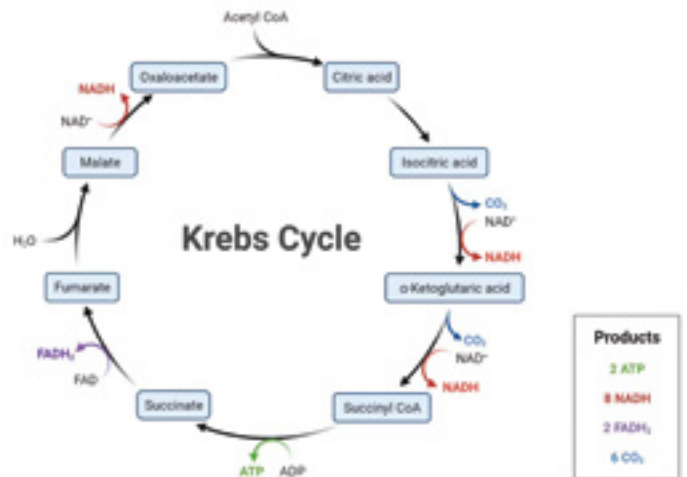 Acetyl CoA
Oxaloacetate
Citric acid
NADH
NAD⁺
Malate
Isocitric acid
CO₂
NAD⁺
NADH
Krebs Cycle
H₂O
Fumarate
α-Ketoglutaric acid
FADH₂
FAD
CO₂
NAD⁺
NADH
Succinate
Succinyl CoA
ATP
ADP
Products
2 ATP
8 NADH
2 FADH₂
6 CO₂